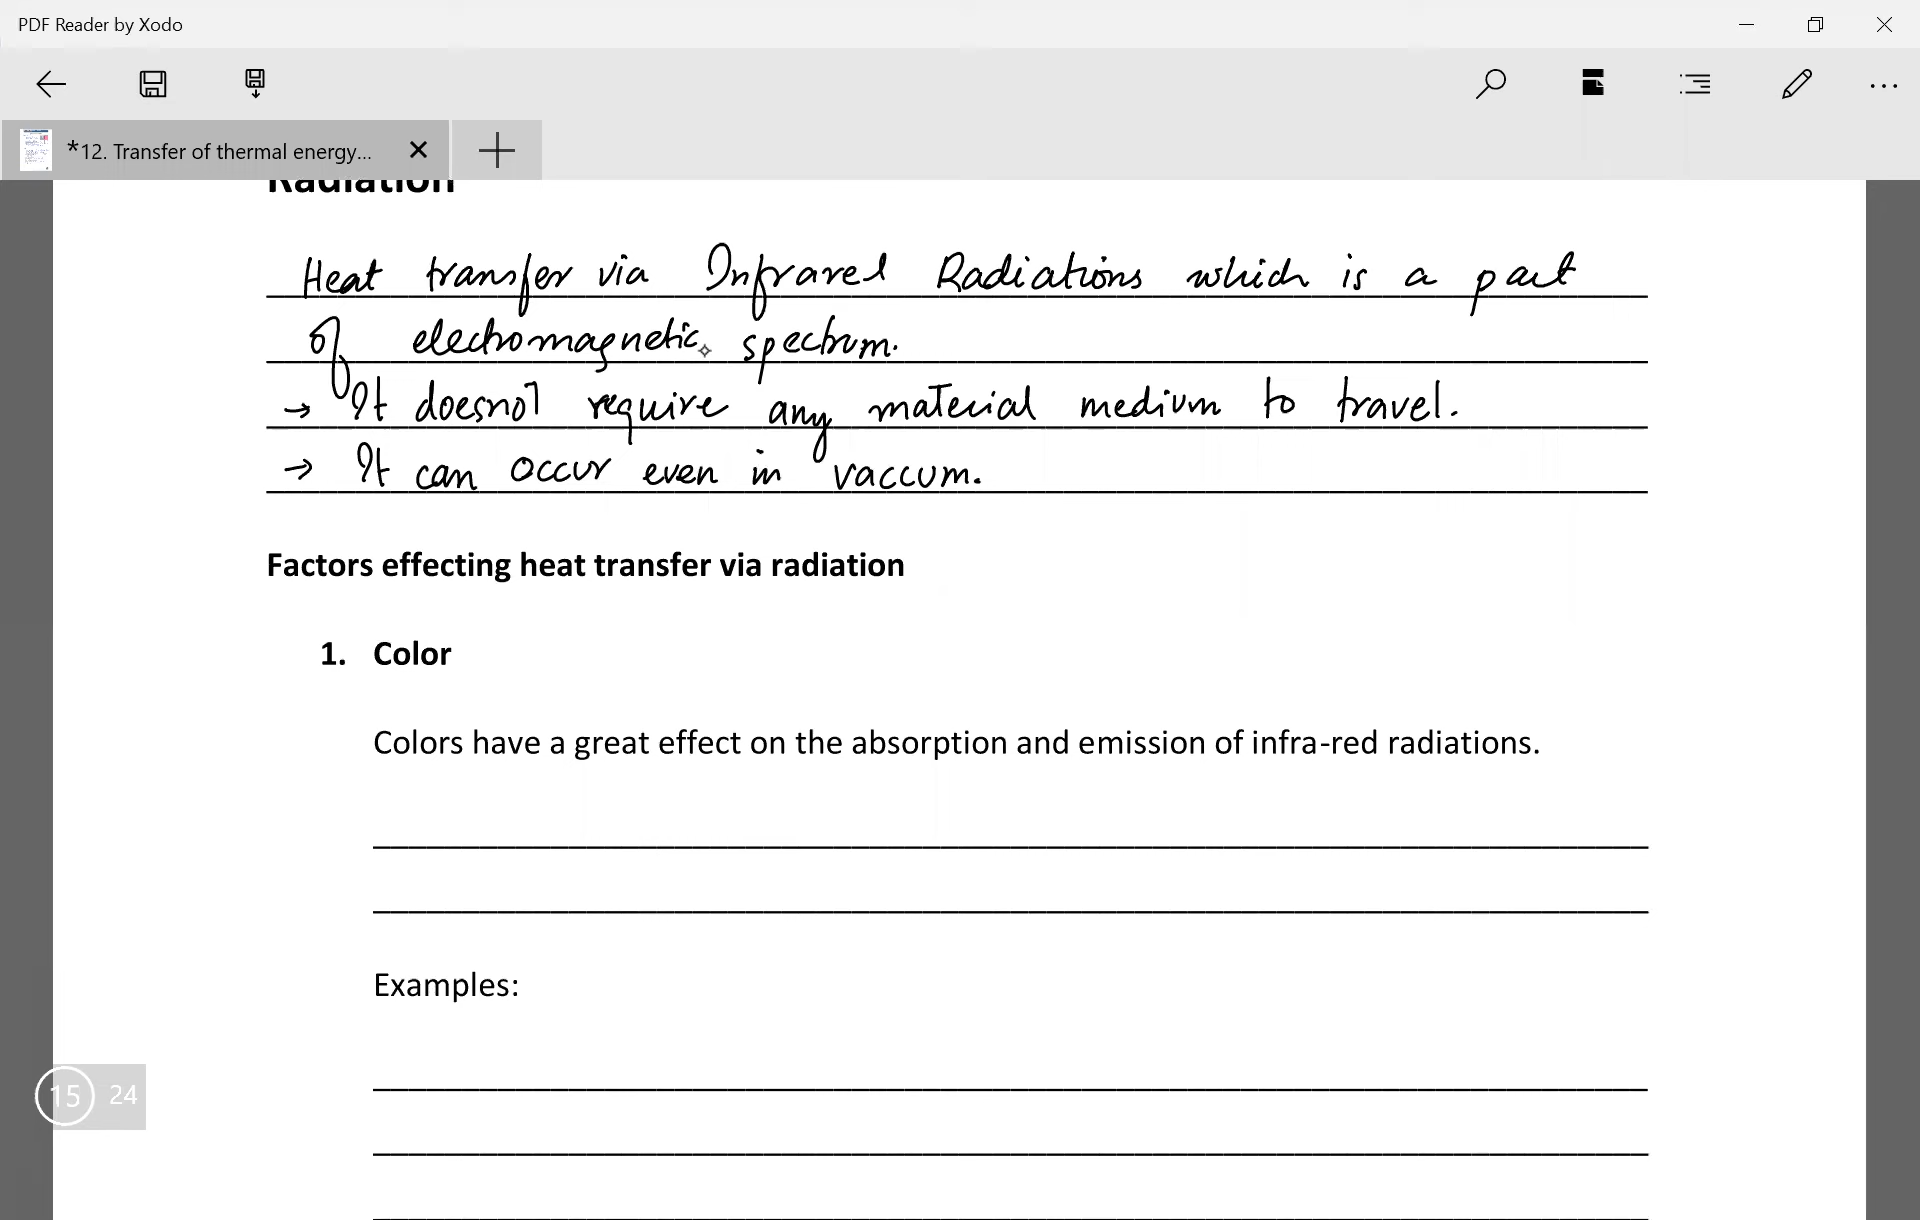 PDF Reader by Xodo
*12. Transfer of thermal energy...
Radiation
Heat transfer via Infrared Radiations which is a part
of electromagnetic spectrum.
→ It doesnot require any material medium to travel.
→ It can occur even in vaccum.
Factors effecting heat transfer via radiation
1. Color
Colors have a great effect on the absorption and emission of infra-red radiations.
Examples:
15 24